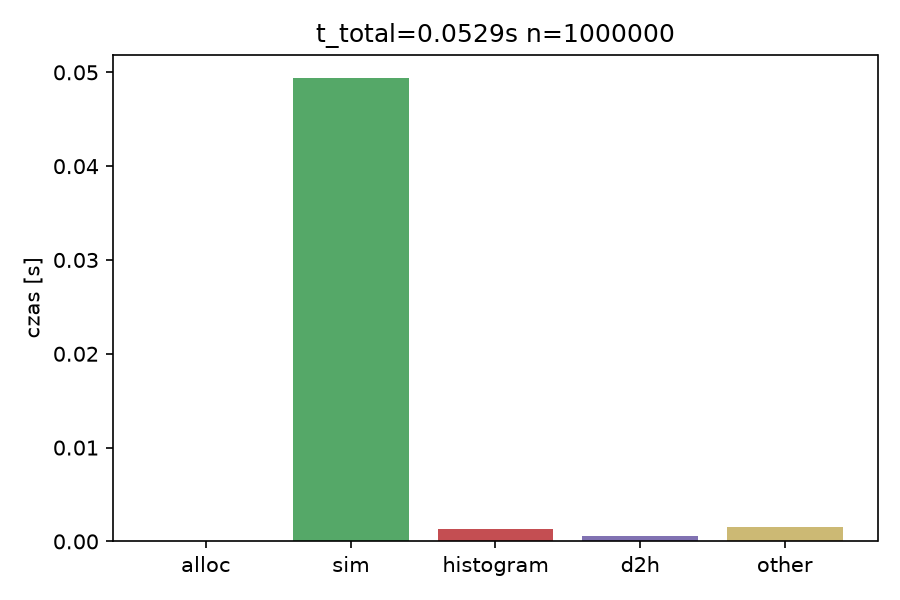 t_total=0.0529s n=1000000
czas [s]
0.05
0.04
0.03
0.02
0.01
0.00
alloc sim histogram d2h other